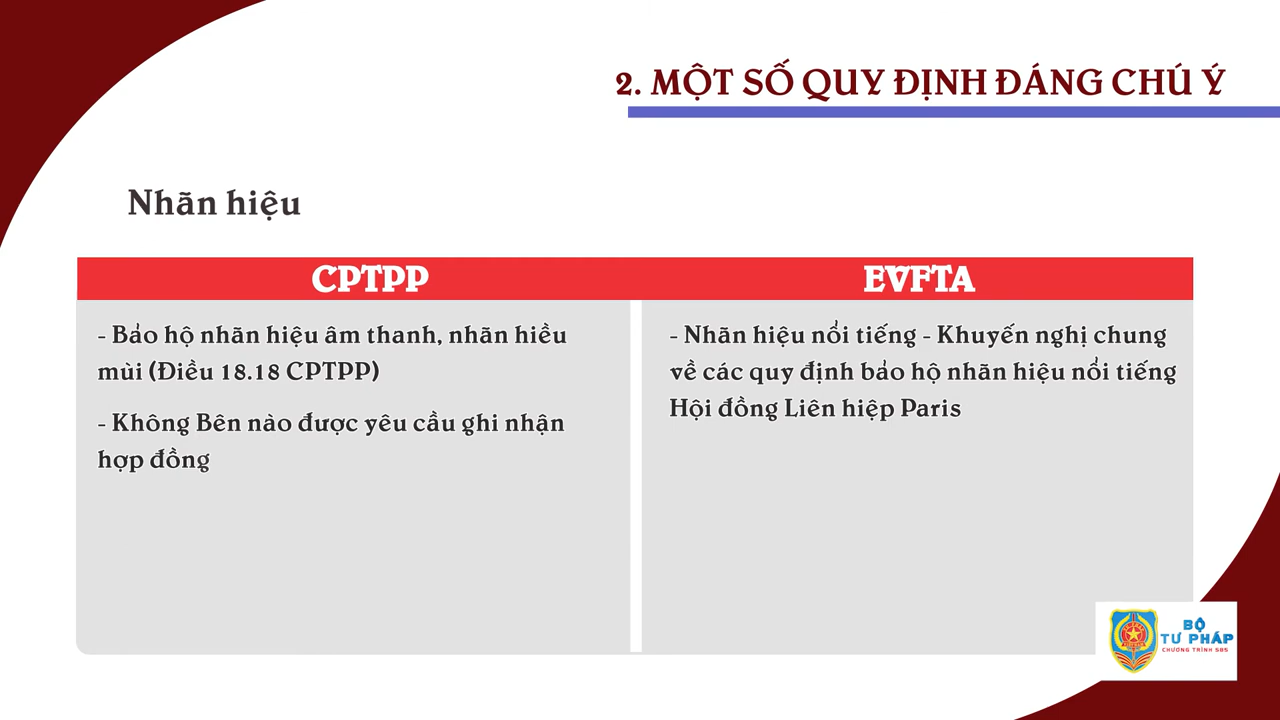 2. MỘT SỐ QUY ĐỊNH ĐÁNG CHÚ Ý
Nhãn hiệu
CPTPP
- Bảo hộ nhãn hiệu âm thanh, nhãn hiều
mùi (Điều 18.18 CPTPP)
- Không Bên nào được yêu cầu ghi nhận
hợp đồng
EVFTA
- Nhãn hiệu nổi tiếng - Khuyến nghị chung
về các quy định bảo hộ nhãn hiệu nổi tiếng
Hội đồng Liên hiệp Paris
BỘ
TƯ PHÁP
CHƯƠNG TRÌNH 585